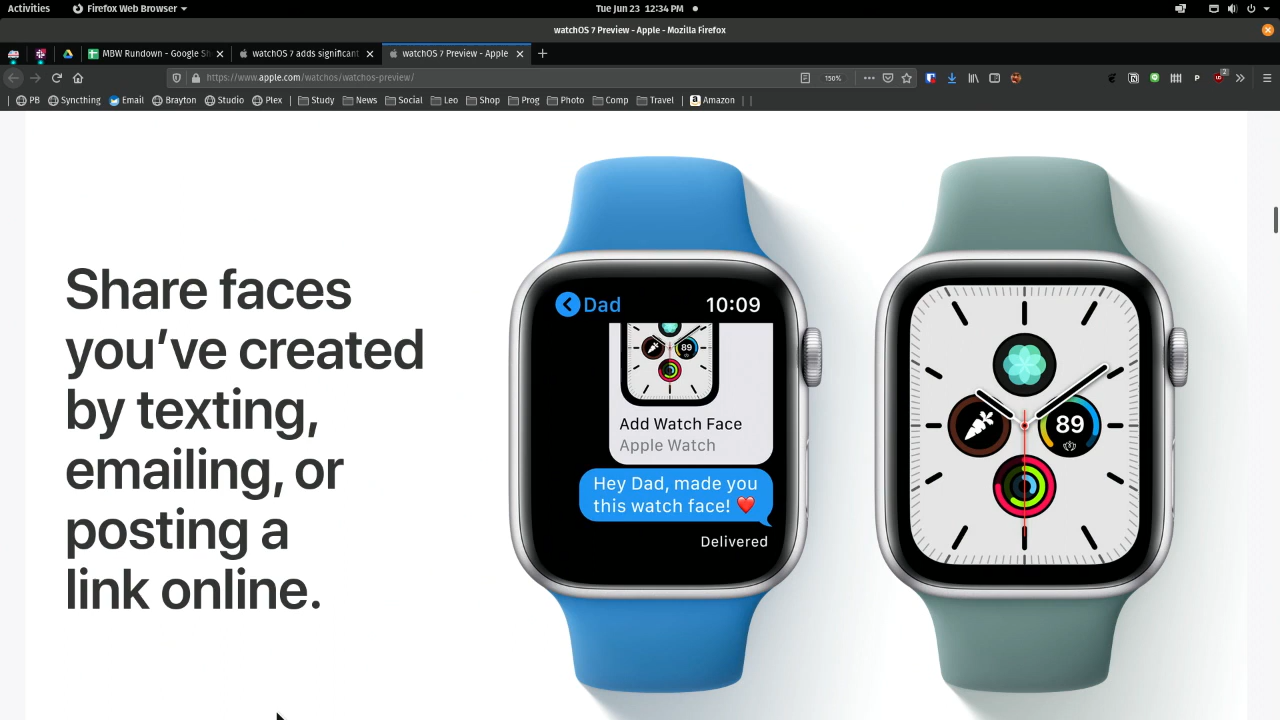 Activities
Firefox Web Browser
Tue Jun 23 12:34 PM
watchOS 7 Preview - Apple - Mozilla Firefox
MBW Rundown - Google Sh
watchOS 7 adds significant
watchOS 7 Preview - Apple
https://www.apple.com/watchos/watchos-preview/
150%
PB
Syncthing
Email
Brayton
Studio
Plex
Study
News
Social
Leo
Shop
Prog
Photo
Comp
Travel
Amazon
Share faces
you’ve created
by texting,
emailing, or
posting a
link online.
Dad
10:09
89
Add Watch Face
Apple Watch
Hey Dad, made you
this watch face! ❤️
Delivered
89